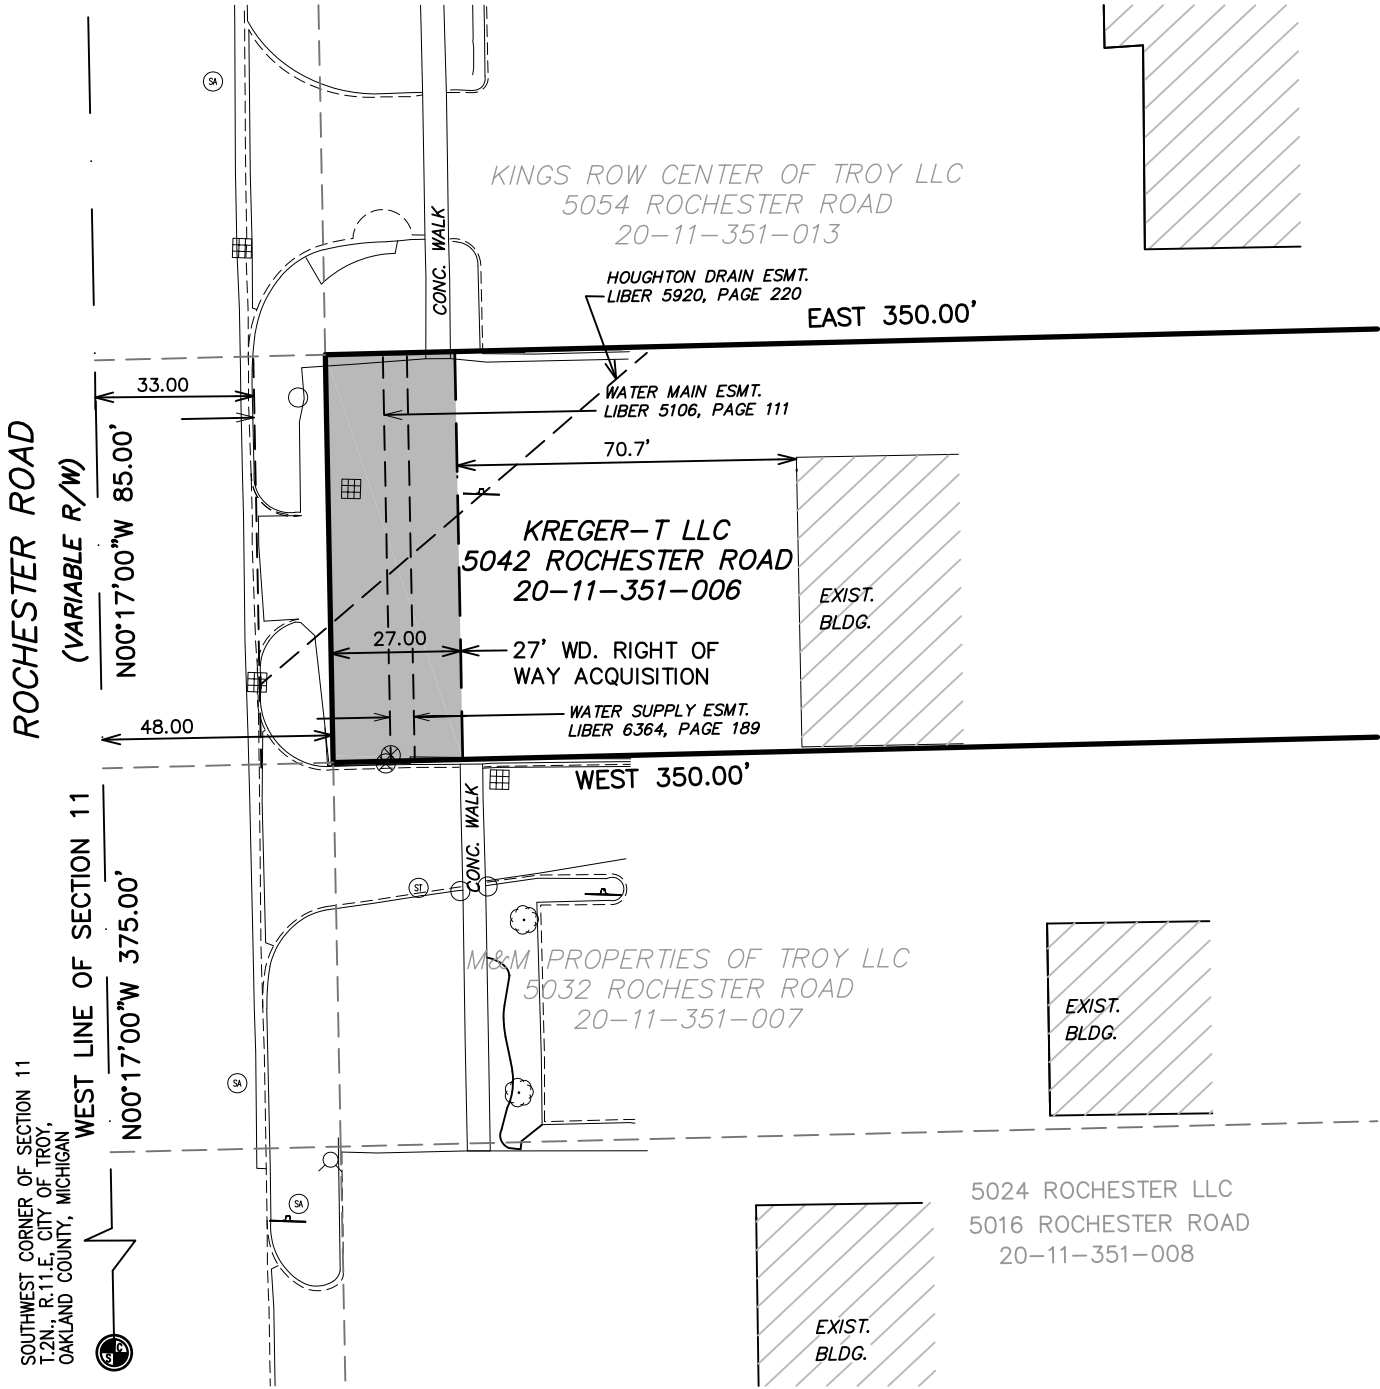 SA
KINGS ROW CENTER OF TROY LLC
5054 ROCHESTER ROAD
20-11-351-013
CONC. WALK
HOUGHTON DRAIN ESMT.
LIBER 5920, PAGE 220
EAST 350.00'
33.00
WATER MAIN ESMT.
LIBER 5106, PAGE 111
70.7'
ROCHESTER ROAD
(VARIABLE R/W)
N00°17'00"W 85.00'
KREGER-T LLC
5042 ROCHESTER ROAD
20-11-351-006
EXIST.
BLDG.
27.00
27' WD. RIGHT OF
WAY ACQUISITION
48.00
WATER SUPPLY ESMT.
LIBER 6364, PAGE 189
WEST 350.00'
CONC. WALK
WEST LINE OF SECTION 11
N00°17'00"W 375.00'
ST
M&M PROPERTIES OF TROY LLC
5032 ROCHESTER ROAD
20-11-351-007
EXIST.
BLDG.
SA
SOUTHWEST CORNER OF SECTION 11
T.2N., R.11.E, CITY OF TROY,
OAKLAND COUNTY, MICHIGAN
SA
5024 ROCHESTER LLC
5016 ROCHESTER ROAD
20-11-351-008
EXIST.
BLDG.
S C